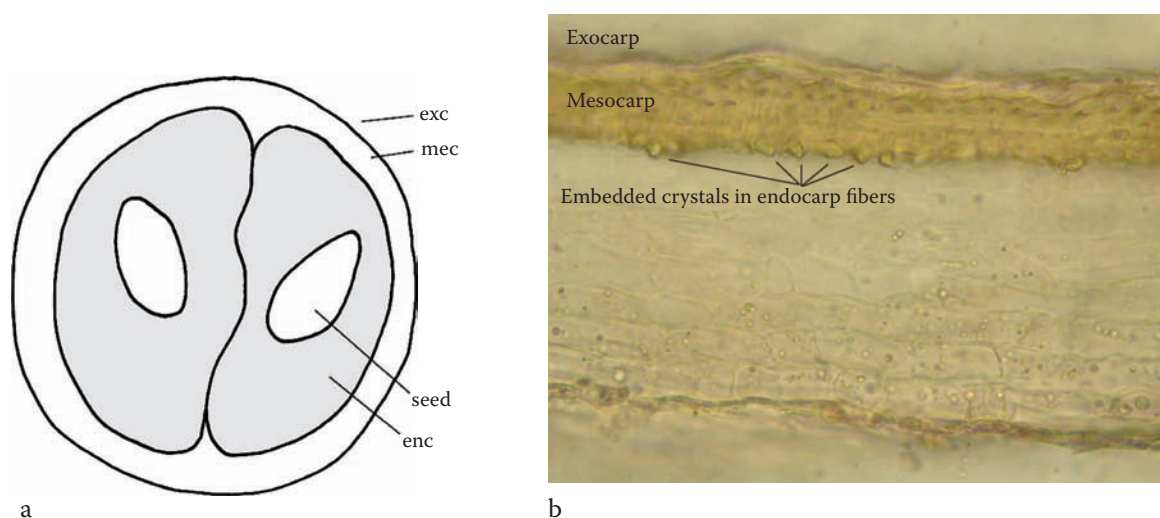 exc
mec
seed
enc
a
Exocarp
Mesocarp
Embedded crystals in endocarp fibers
b